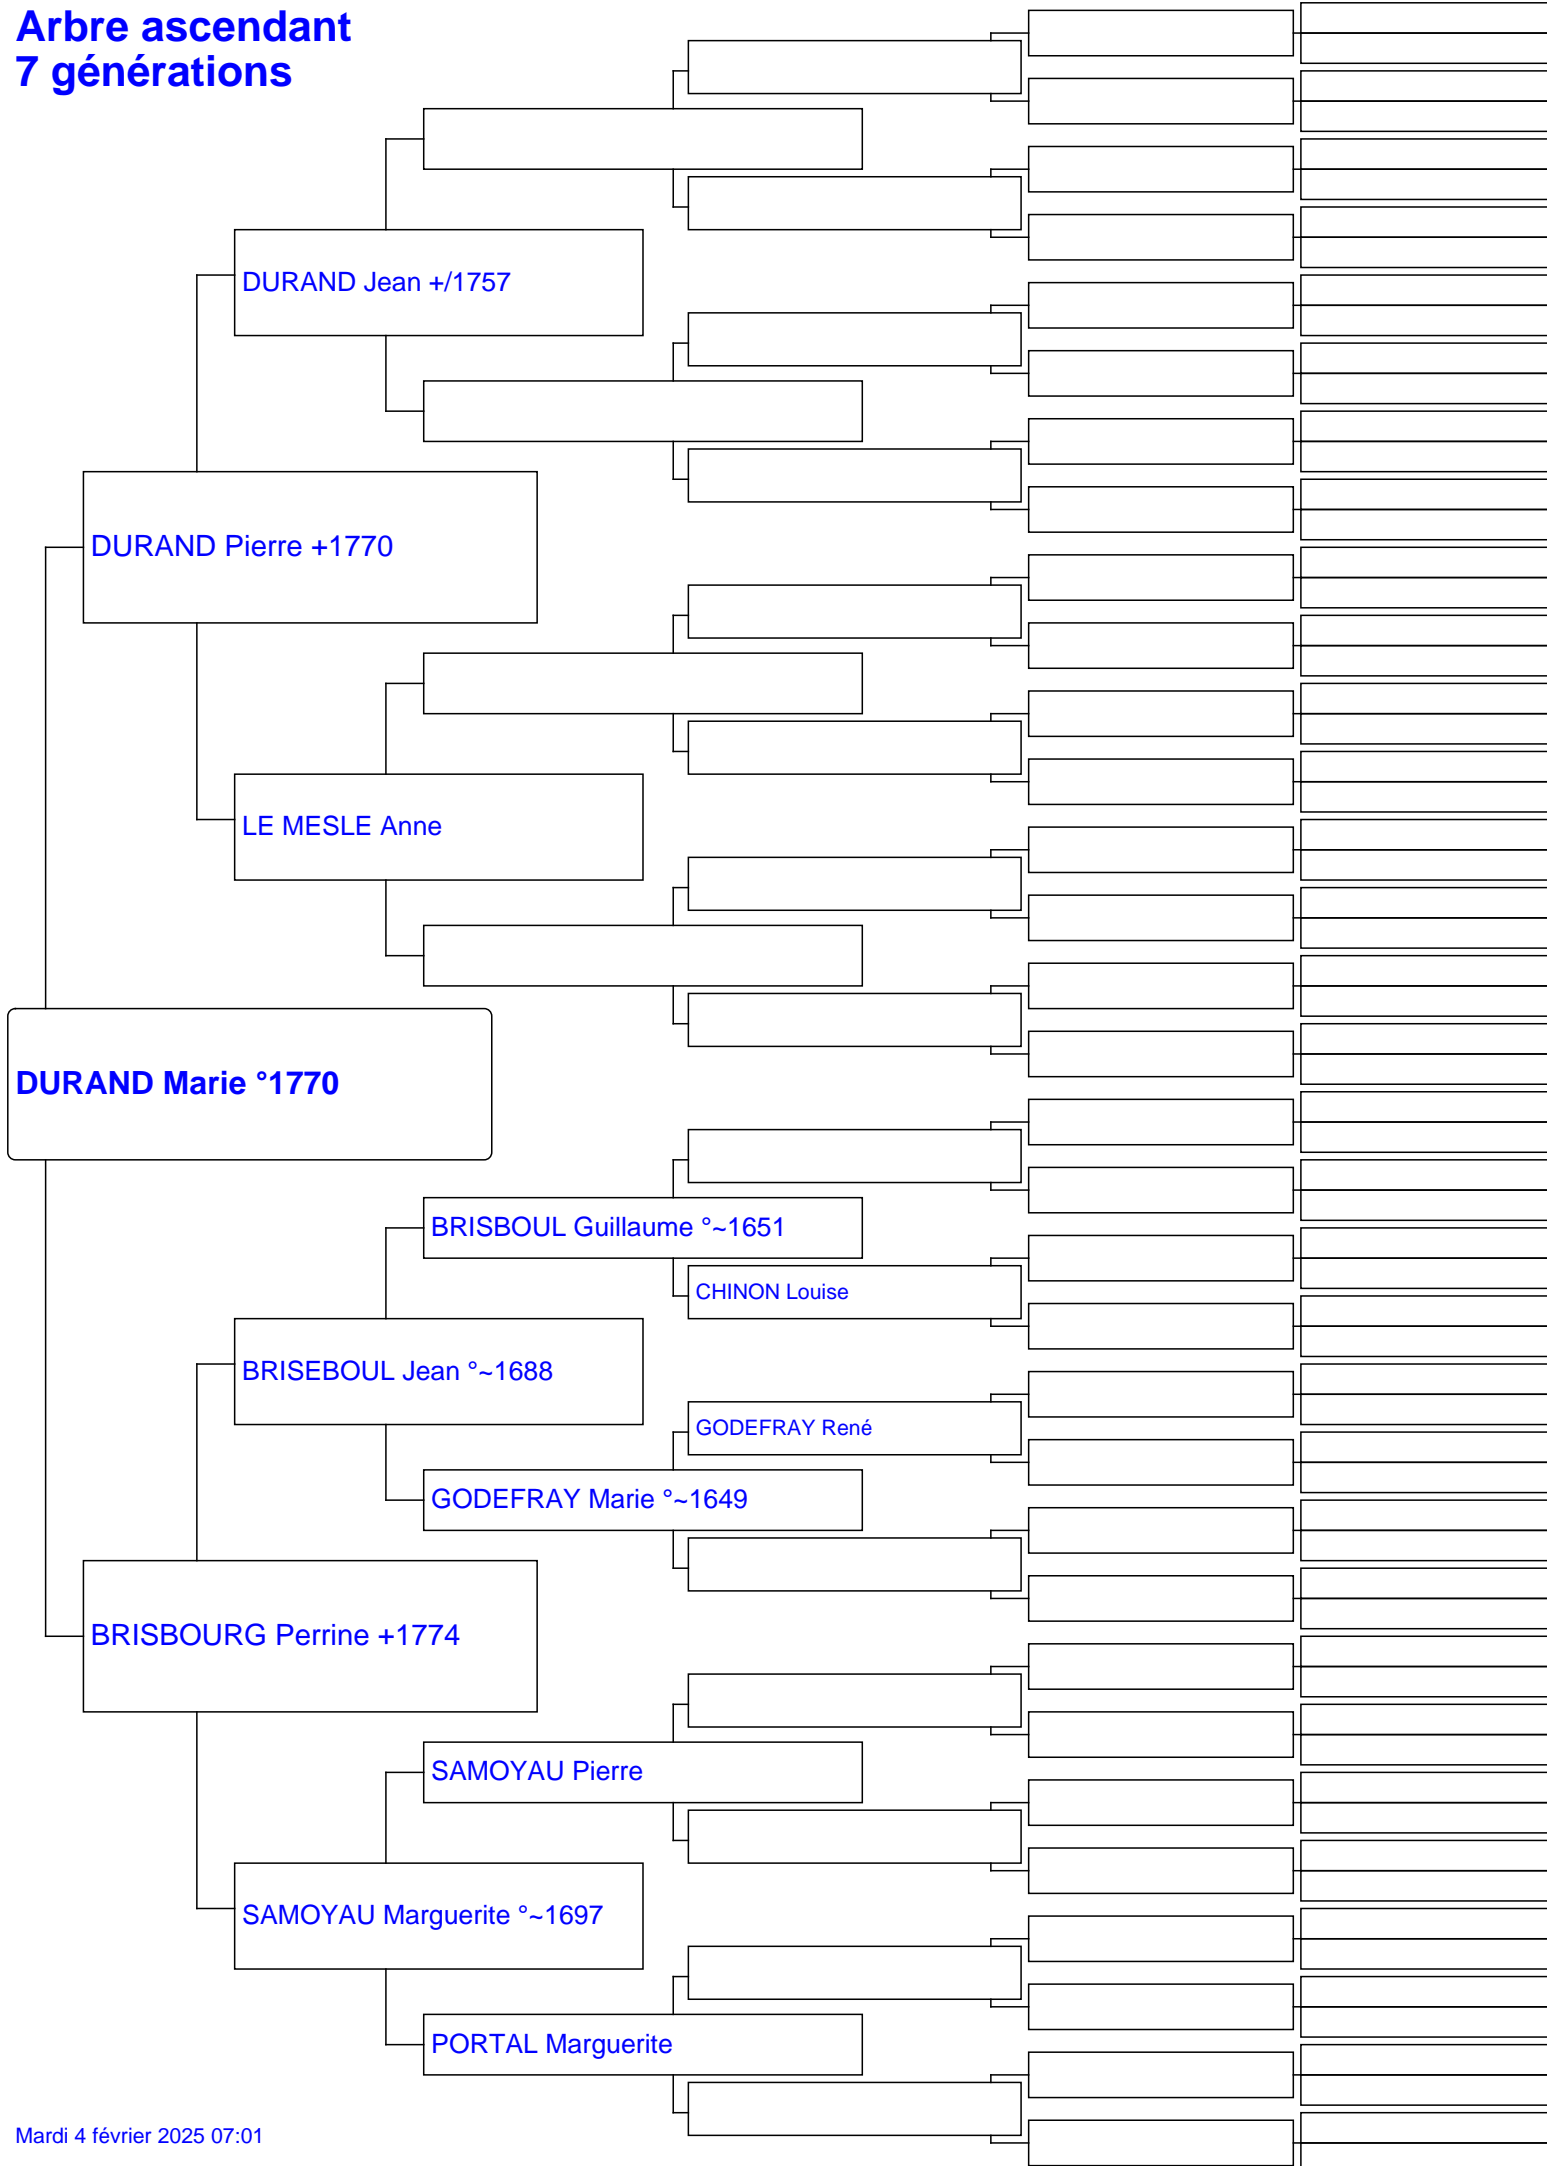 Arbre ascendant
7 générations
DURAND Jean +/1757
DURAND Pierre +1770
LE MESLE Anne
DURAND Marie °1770
BRISBOUL Guillaume °~1651
CHINON Louise
BRISEBOUL Jean °~1688
GODEFRAY René
GODEFRAY Marie °~1649
BRISBOURG Perrine +1774
SAMOYAU Pierre
SAMOYAU Marguerite °~1697
PORTAL Marguerite
Mardi 4 février 2025 07:01